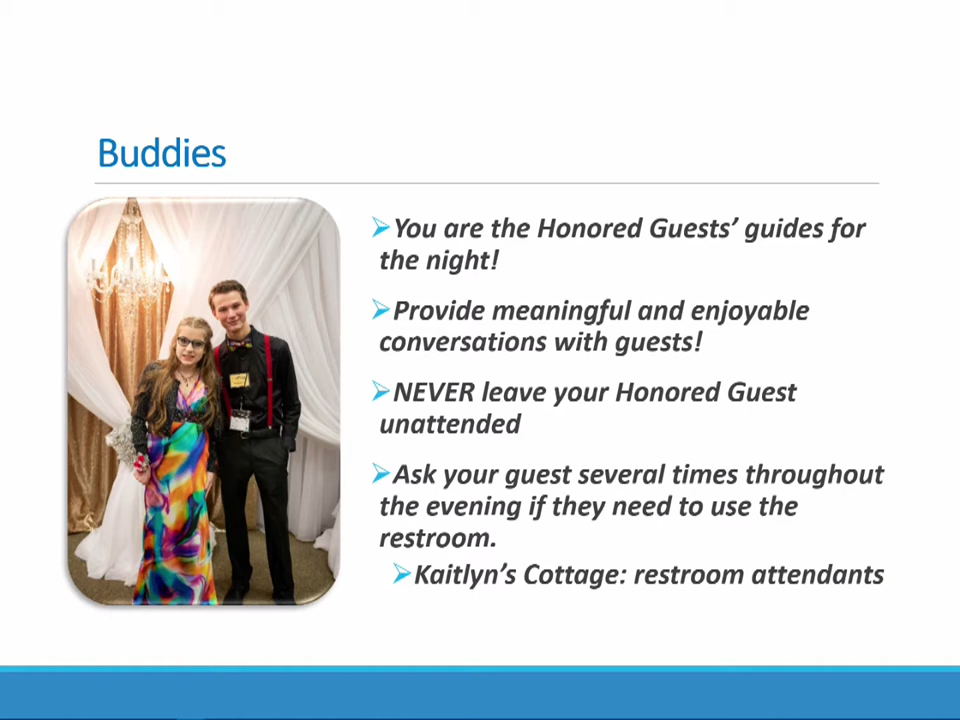 Buddies
You are the Honored Guests’ guides for
the night!
Provide meaningful and enjoyable
conversations with guests!
NEVER leave your Honored Guest
unattended
Ask your guest several times throughout
the evening if they need to use the
restroom.
Kaitlyn’s Cottage: restroom attendants